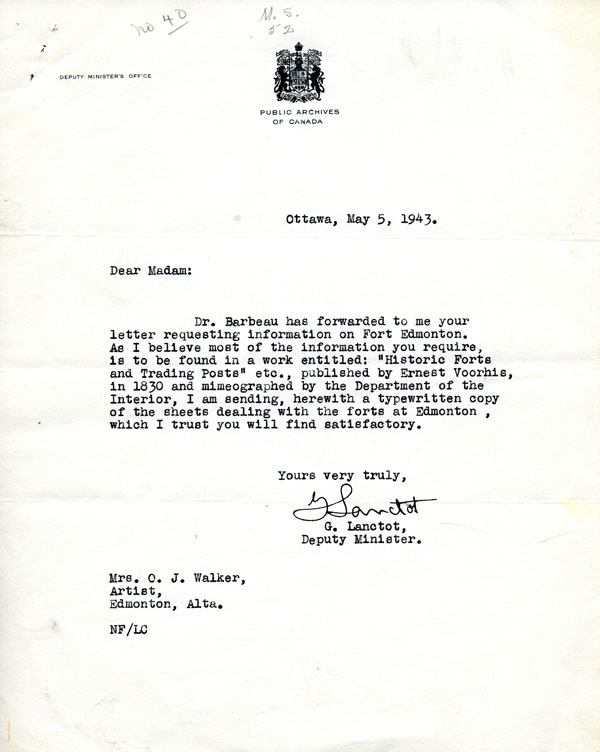 no 40
M. S.
52
DEPUTY MINISTER'S OFFICE
PUBLIC ARCHIVES
OF CANADA
Ottawa, May 5, 1943.
Dear Madam:
Dr. Barbeau has forwarded to me your
letter requesting information on Fort Edmonton.
As I believe most of the information you require,
is to be found in a work entitled: "Historic Forts
and Trading Posts" etc., published by Ernest Voorhis,
in 1830 and mimeographed by the Department of the
Interior, I am sending, herewith a typewritten copy
of the sheets dealing with the forts at Edmonton ,
which I trust you will find satisfactory.
Yours very truly,
G Lanctot
G. Lanctot,
Deputy Minister.
Mrs. O. J. Walker,
Artist,
Edmonton, Alta.
NF/LC